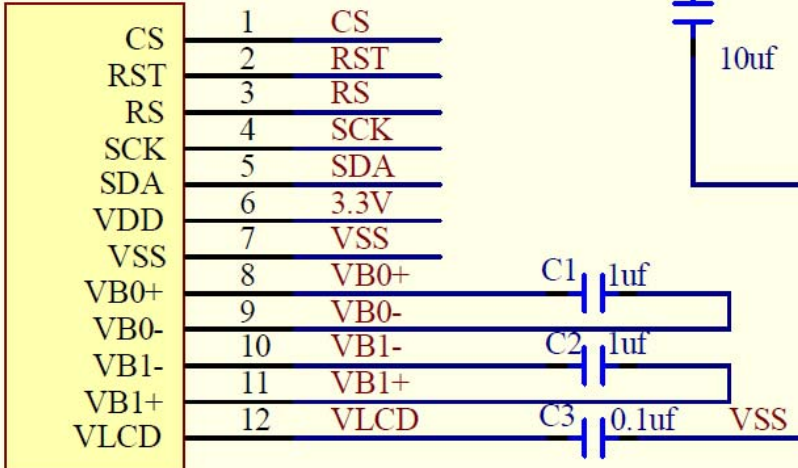 CS 1 CS
RST 2 RST
10uf
RS 3 RS
SCK 4 SCK
SDA 5 SDA
VDD 6 3.3V
VSS 7 VSS
VB0+ 8 VB0+ C1 1uf
VB0- 9 VB0-
VB1- 10 VB1- C2 1uf
VB1+ 11 VB1+
VLCD 12 VLCD C3 0.1uf VSS